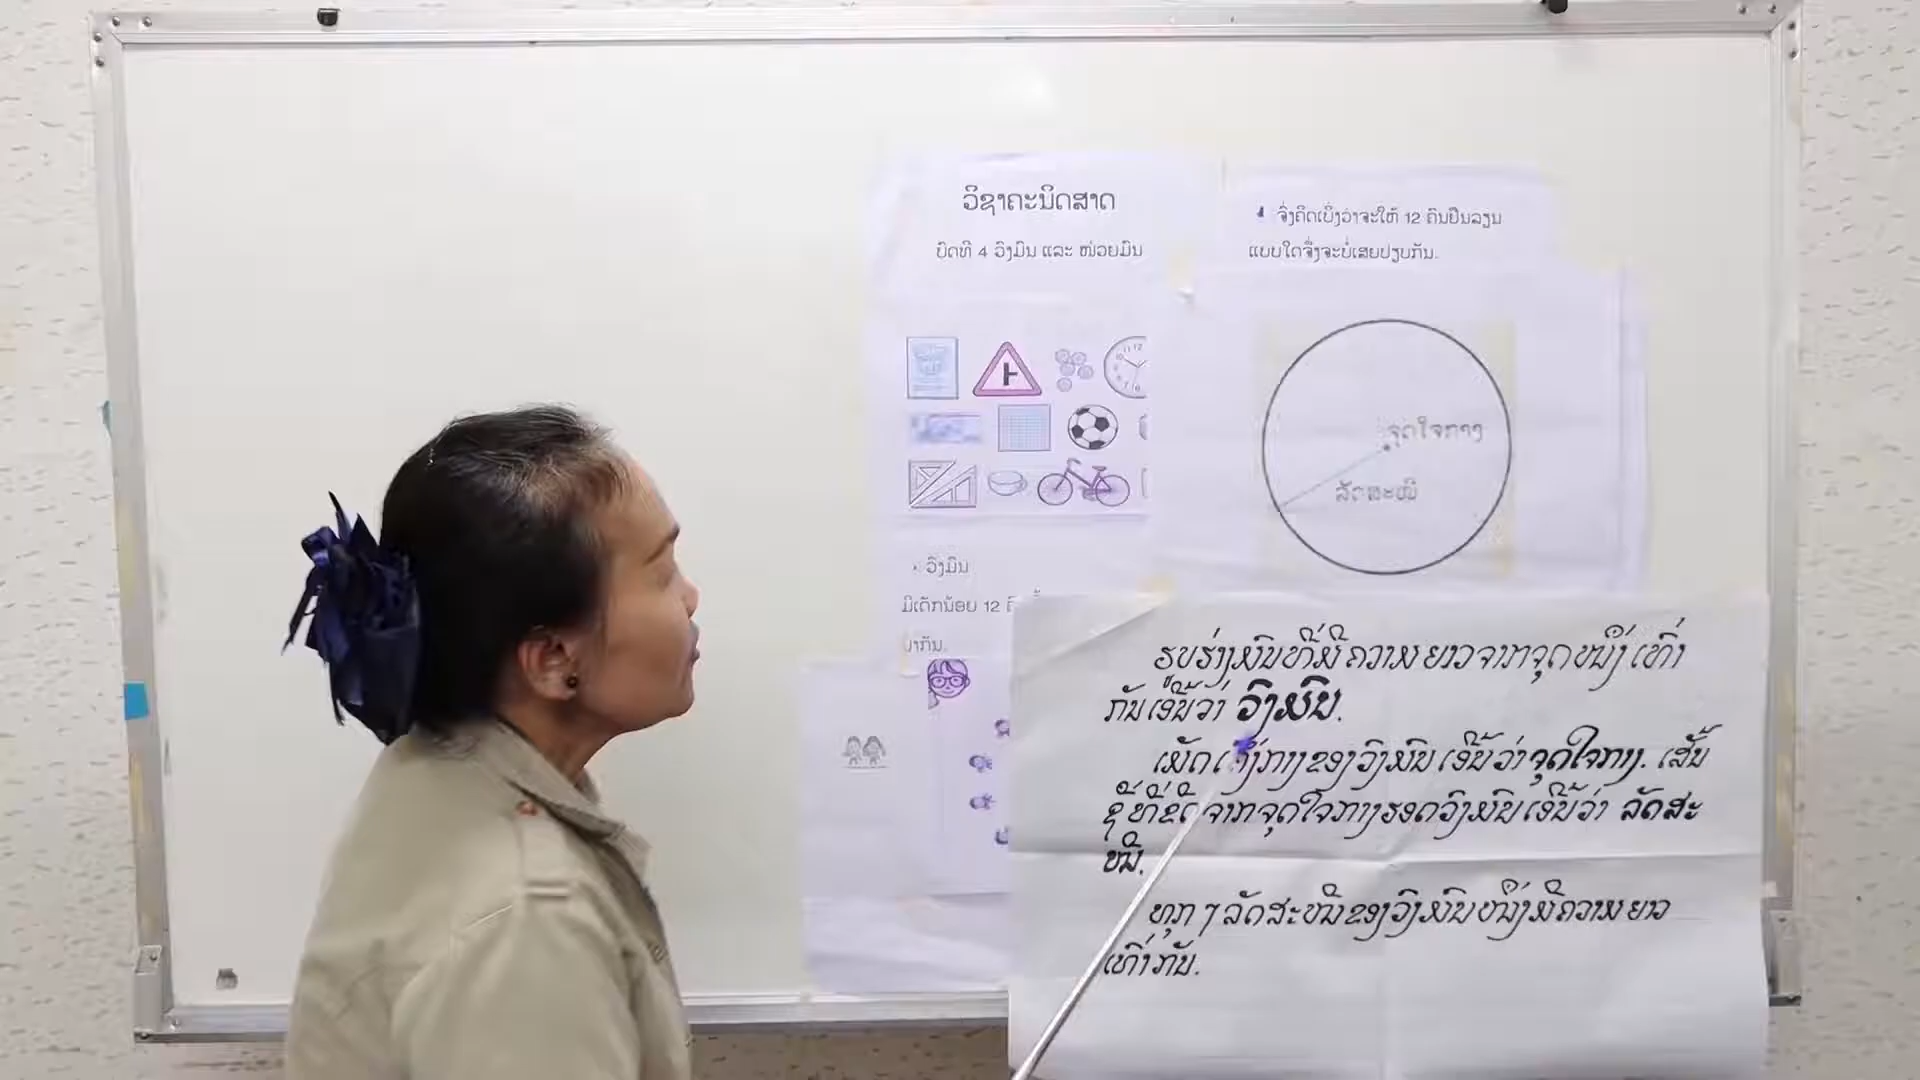 ວິຊາຄະນິດສາດ
ບົດທີ 4 ວົງມົນ ແລະ ໜ່ວຍມົນ
ວົງມົນ
ມີເດັກນ້ອຍ 12
ຈົ່ງຄິດເບິ່ງວ່າຈະໃຫ້ 12 ຄົນຢືນລຽນ
ແບບໃດຈຶ່ງຈະບໍ່ເສຍປຽບກັນ.
ຈຸດໃຈກາງ
ລັດສະໝີ
ຮູບຮ່າງມົນທີ່ມີຄວາມຍາວຈາກຈຸດໜຶ່ງເທົ່າ
ກັນເອີ້ນວ່າ ວົງມົນ.
ເມັດເຄິ່ງກາງຂອງວົງມົນ ເອີ້ນວ່າຈຸດໃຈກາງ. ເສັ້ນ
ຊື່ທີ່ຂີດຈາກຈຸດໃຈກາງຮອດວົງມົນເອີ້ນວ່າ ລັດສະ
ໝີ.
ທຸກໆລັດສະໝີຂອງວົງມົນໜຶ່ງມີຄວາມຍາວ
ເທົ່າກັນ.